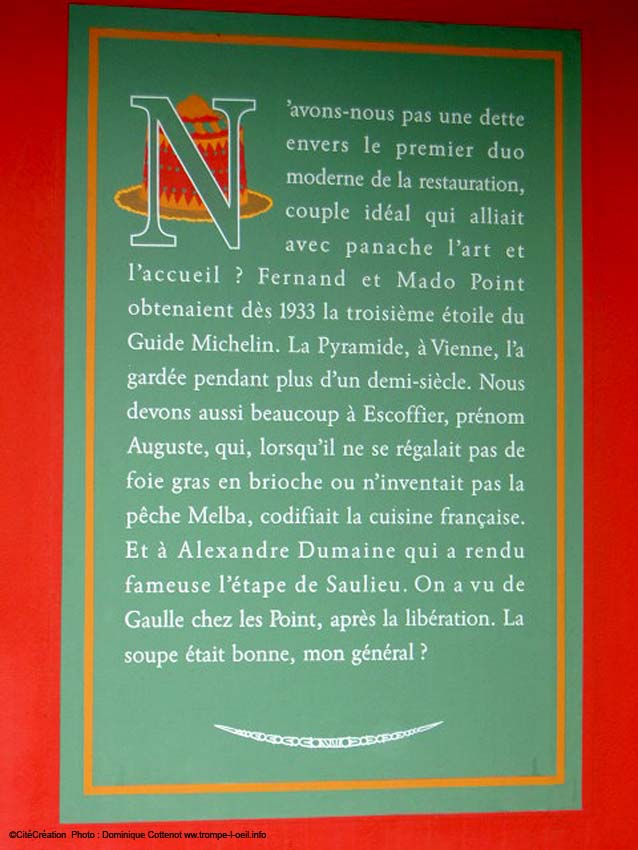 N'avons-nous pas une dette
envers le premier duo
moderne de la restauration,
couple idéal qui alliait
avec panache l'art et
l'accueil ? Fernand et Mado Point
obtenaient dès 1933 la troisième étoile du
Guide Michelin. La Pyramide, à Vienne, l'a
gardée pendant plus d'un demi-siècle. Nous
devons aussi beaucoup à Escoffier, prénom
Auguste, qui, lorsqu'il ne se régalait pas de
foie gras en brioche ou n'inventait pas la
pêche Melba, codifiait la cuisine française.
Et à Alexandre Dumaine qui a rendu
fameuse l'étape de Saulieu. On a vu de
Gaulle chez les Point, après la libération. La
soupe était bonne, mon général ?
©CitéCréation Photo : Dominique Cottenot ww.trompe-l-oeil.info